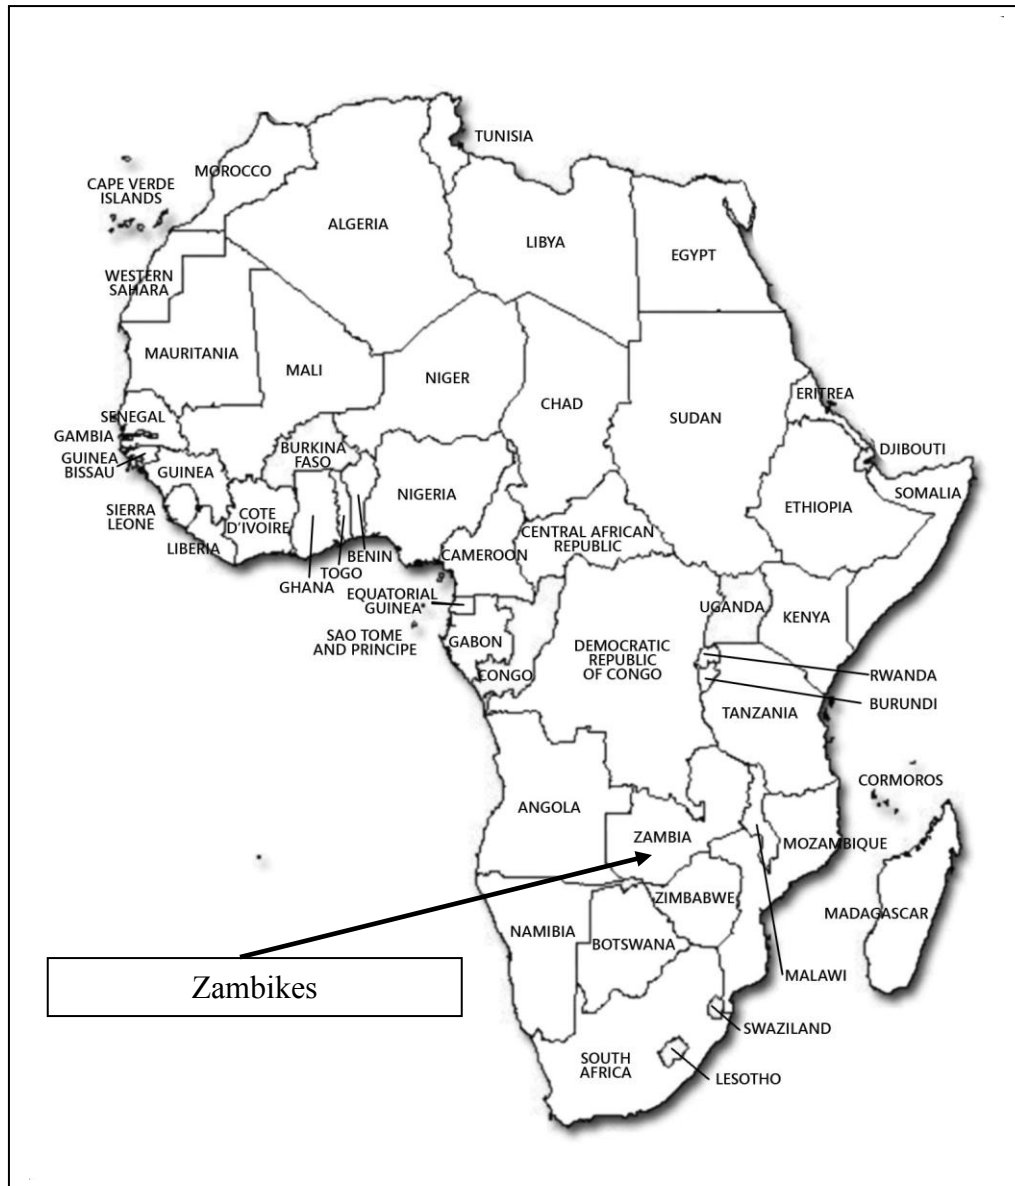 TUNISIA
MOROCCO
CAPE VERDE
ISLANDS
ALGERIA
LIBYA
EGYPT
WESTERN
SAHARA
MAURITANIA
MALI
NIGER
CHAD
SUDAN
ERITREA
SENEGAL
GAMBIA
GUINEA
BISSAU
GUINEA
BURKINA
FASO
DJIBOUTI
SOMALIA
NIGERIA
ETHIOPIA
SIERRA
LEONE
COTE
D'IVOIRE
LIBERIA
CENTRAL AFRICAN
REPUBLIC
BENIN
CAMEROON
TOGO
GHANA
EQUATORIAL
GUINEA
UGANDA
KENYA
SAO TOME
AND PRINCIPE
GABON
CONGO
DEMOCRATIC
REPUBLIC
OF CONGO
RWANDA
BURUNDI
TANZANIA
CORMOROS
ANGOLA
ZAMBIA
MOZAMBIQUE
ZIMBABWE
MADAGASCAR
NAMIBIA
BOTSWANA
MALAWI
Zambikes
SWAZILAND
SOUTH
AFRICA
LESOTHO